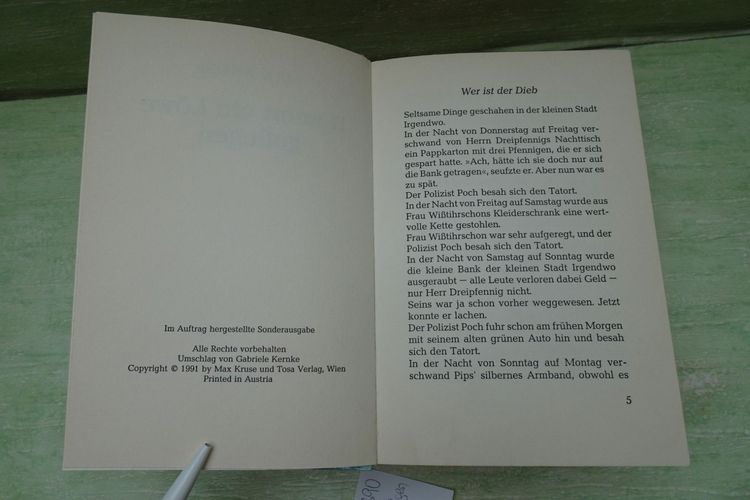 Im Auftrag hergestellte Sonderausgabe
Alle Rechte vorbehalten
Umschlag von Gabriele Kernke
Copyright © 1991 by Max Kruse und Tosa Verlag, Wien
Printed in Austria
Wer ist der Dieb
Seltsame Dinge geschahen in der kleinen Stadt
Irgendwo.
In der Nacht von Donnerstag auf Freitag ver-
schwand von Herrn Dreipfennigs Nachttisch
ein Pappkarton mit drei Pfennigen, die er sich
gespart hatte. »Ach, hätte ich sie doch nur auf
die Bank getragen«, seufzte er. Aber nun war es
zu spät.
Der Polizist Poch besah sich den Tatort.
In der Nacht von Freitag auf Samstag wurde aus
Frau Wißtihrschons Kleiderschrank eine wert-
volle Kette gestohlen.
Frau Wißtihrschon war sehr aufgeregt, und der
Polizist Poch besah sich den Tatort.
In der Nacht von Samstag auf Sonntag wurde
die kleine Bank der kleinen Stadt Irgendwo
ausgeraubt — alle Leute verloren dabei Geld —
nur Herr Dreipfennig nicht.
Seins war ja schon vorher weggewesen. Jetzt
konnte er lachen.
Der Polizist Poch fuhr schon am frühen Morgen
mit seinem alten grünen Auto hin und besah
sich den Tatort.
In der Nacht von Sonntag auf Montag ver-
schwand Pips' silbernes Armband, obwohl es
5